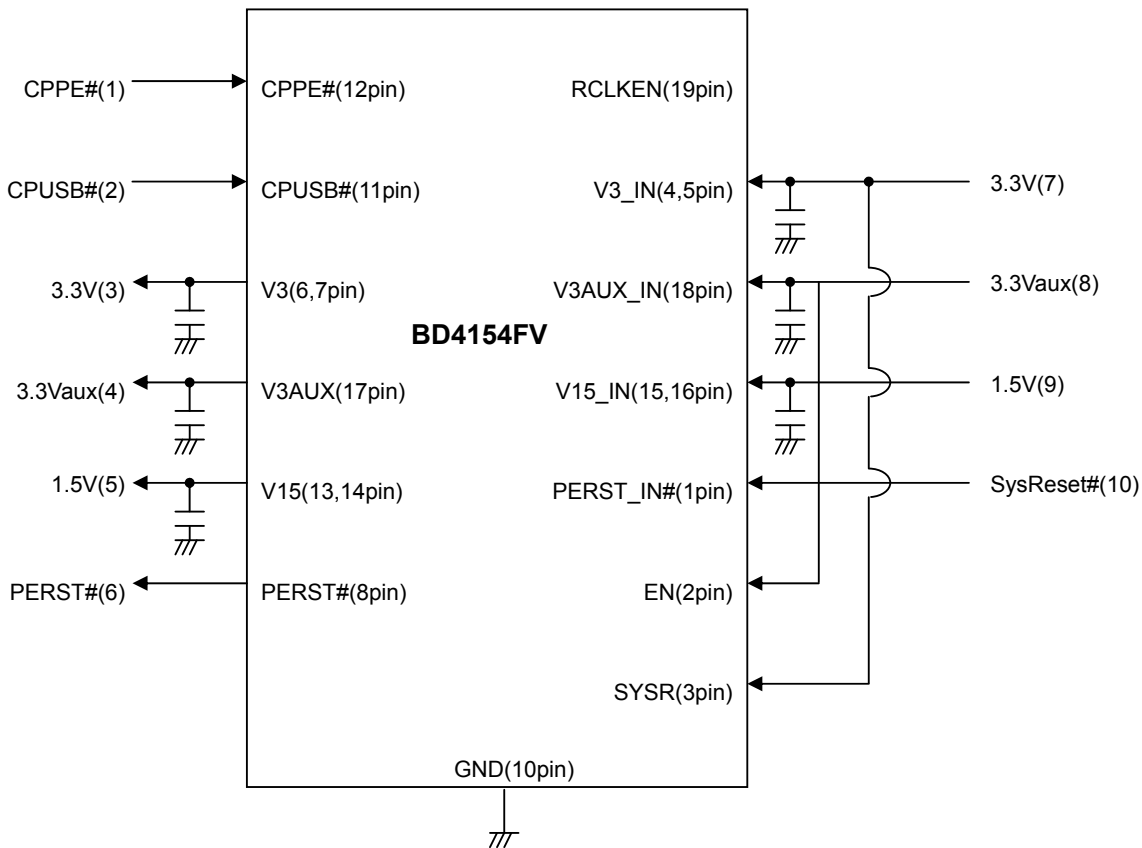 CPPE#(1)
CPPE#(12pin)
RCLKEN(19pin)
CPUSB#(2)
CPUSB#(11pin)
V3_IN(4,5pin)
3.3V(7)
3.3V(3)
V3(6,7pin)
V3AUX_IN(18pin)
3.3Vaux(8)
BD4154FV
3.3Vaux(4)
V3AUX(17pin)
V15_IN(15,16pin)
1.5V(9)
1.5V(5)
V15(13,14pin)
PERST_IN#(1pin)
SysReset#(10)
PERST#(6)
PERST#(8pin)
EN(2pin)
SYSR(3pin)
GND(10pin)